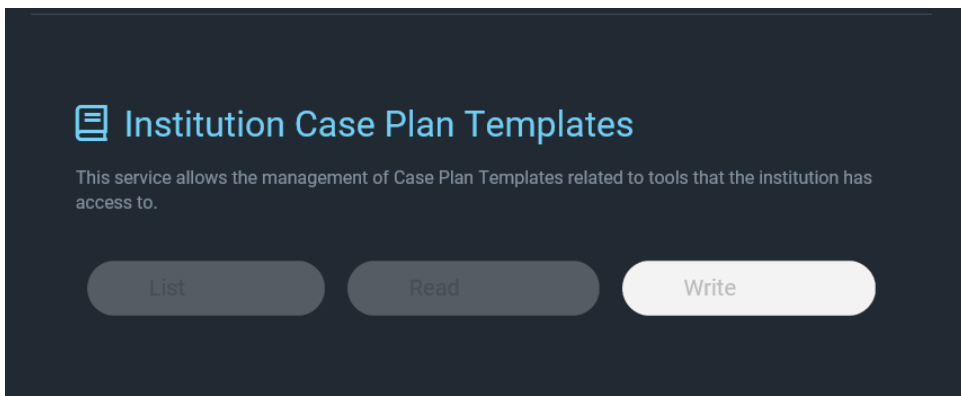 Institution Case Plan Templates
This service allows the management of Case Plan Templates related to tools that the institution has
access to.
List Read Write